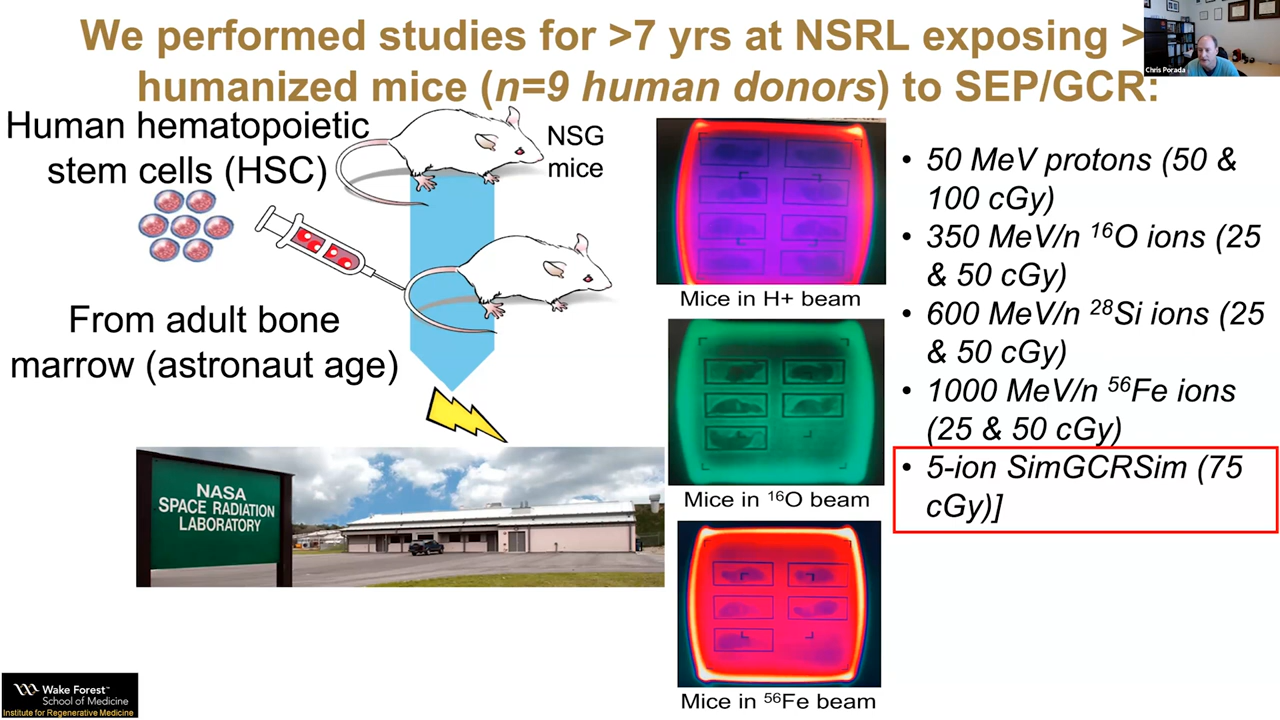 We performed studies for >7 yrs at NSRL exposing >
humanized mice (n=9 human donors) to SEP/GCR:
Chris Porada
Human hematopoietic
stem cells (HSC)
NSG
mice
From adult bone
marrow (astronaut age)
NASA
SPACE RADIATION
LABORATORY
Mice in H+ beam
Mice in ¹⁶O beam
Mice in ⁵⁶Fe beam
• 50 MeV protons (50 &
100 cGy)
• 350 MeV/n ¹⁶O ions (25
& 50 cGy)
• 600 MeV/n ²⁸Si ions (25
& 50 cGy)
• 1000 MeV/n ⁵⁶Fe ions
(25 & 50 cGy)
• 5-ion SimGCRSim (75
cGy)]
Wake Forest™
School of Medicine
Institute for Regenerative Medicine